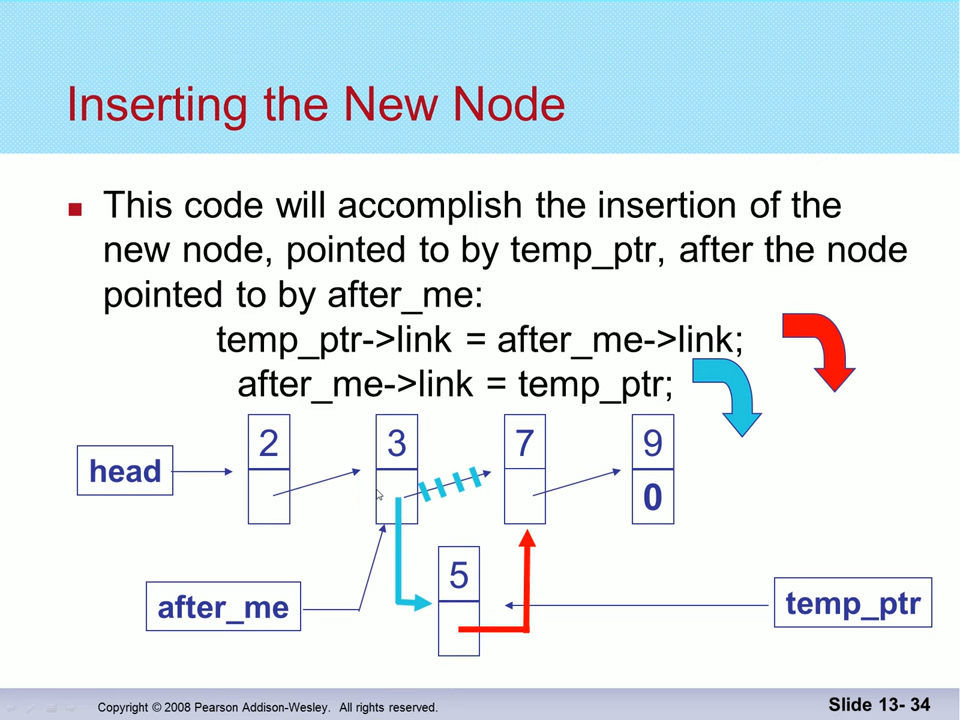 Inserting the New Node
This code will accomplish the insertion of the
new node, pointed to by temp_ptr, after the node
pointed to by after_me:
temp_ptr->link = after_me->link;
after_me->link = temp_ptr;
2 3 7 9
head
0
5
after_me
temp_ptr
Copyright © 2008 Pearson Addison-Wesley. All rights reserved.
Slide 13- 34